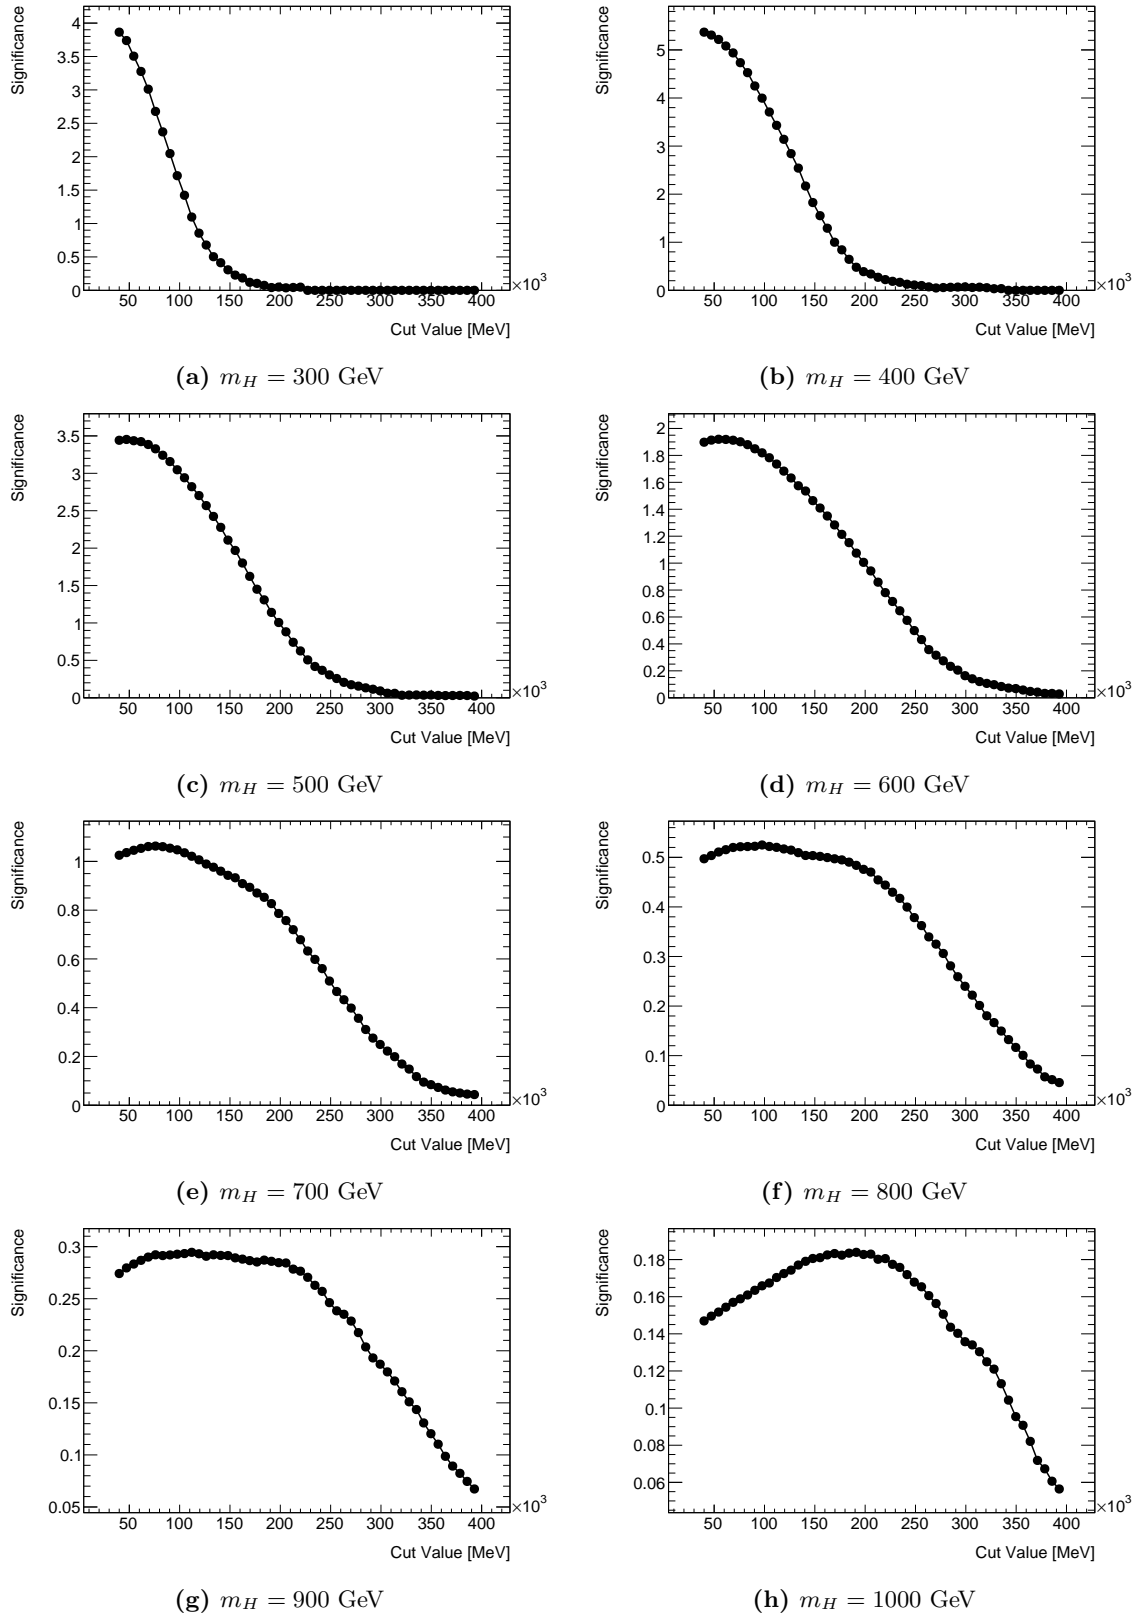 Significance
4
3.5
3
2.5
2
1.5
1
0.5
0
50 100 150 200 250 300 350 400
×10³
Cut Value [MeV]
(a) m_H = 300 GeV
Significance
5
4
3
2
1
0
50 100 150 200 250 300 350 400
×10³
Cut Value [MeV]
(b) m_H = 400 GeV
Significance
3.5
3
2.5
2
1.5
1
0.5
0
50 100 150 200 250 300 350 400
×10³
Cut Value [MeV]
(c) m_H = 500 GeV
Significance
2
1.8
1.6
1.4
1.2
1
0.8
0.6
0.4
0.2
0
50 100 150 200 250 300 350 400
×10³
Cut Value [MeV]
(d) m_H = 600 GeV
Significance
1
0.8
0.6
0.4
0.2
0
50 100 150 200 250 300 350 400
×10³
Cut Value [MeV]
(e) m_H = 700 GeV
Significance
0.5
0.4
0.3
0.2
0.1
0
50 100 150 200 250 300 350 400
×10³
Cut Value [MeV]
(f) m_H = 800 GeV
Significance
0.3
0.25
0.2
0.15
0.1
0.05
50 100 150 200 250 300 350 400
×10³
Cut Value [MeV]
(g) m_H = 900 GeV
Significance
0.18
0.16
0.14
0.12
0.1
0.08
0.06
50 100 150 200 250 300 350 400
×10³
Cut Value [MeV]
(h) m_H = 1000 GeV